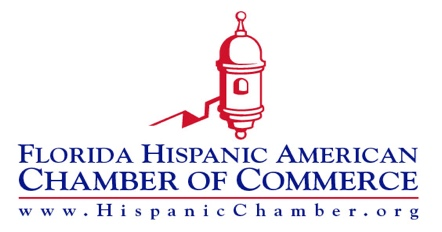 FLORIDA HISPANIC AMERICAN
CHAMBER OF COMMERCE
www.HispanicChamber.org